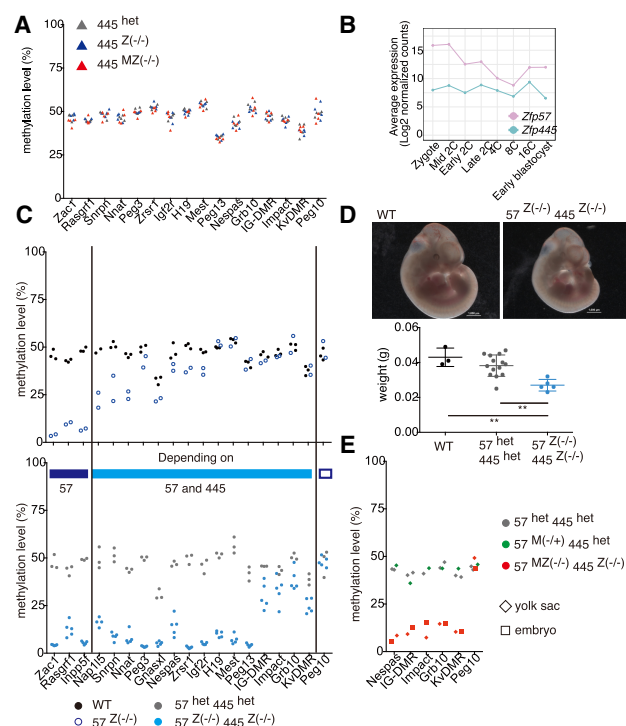 A
100
75
50
25
0
methylation level (%)
445 het
445 Z(-/-)
445 MZ(-/-)
Zac1
Rasgrf1
Snrpn
Nnat
Peg3
Zrsr1
Igf2r
H19
Mest
Peg13
Nespas
Grb10
IG-DMR
Impact
KvDMR
Peg10
B
Average expression
(Log2 normalized counts)
15
10
5
0
Zfp57
Zfp445
Zygote
Mid 2C
Early 2C
Late 2C
4C
8C
16C
Early blastocyst
C
100
75
50
25
0
methylation level (%)
Depending on
57
57 and 445
100
75
50
25
0
methylation level (%)
Zac1
Rasgrf1
Inpp5f
Nap1l5
Snrpn
Nnat
Peg3
Gnasxl
Nespas
Zrsr1
Igf2r
H19
Mest
Peg13
IG-DMR
Impact
Grb10
KvDMR
Peg10
WT
57 Z(-/-)
57 het 445 het
57 Z(-/-) 445 Z(-/-)
D
WT
57 Z(-/-) 445 Z(-/-)
0.06
0.04
0.02
0.00
weight (g)
**
**
WT
57 het
445 het
57 Z(-/-)
445 Z(-/-)
E
100
75
50
25
0
methylation level (%)
57 het 445 het
57 M(-/+) 445 het
57 MZ(-/-) 445 Z(-/-)
yolk sac
embryo
Nespas
IG-DMR
Impact
Grb10
KvDMR
Peg10